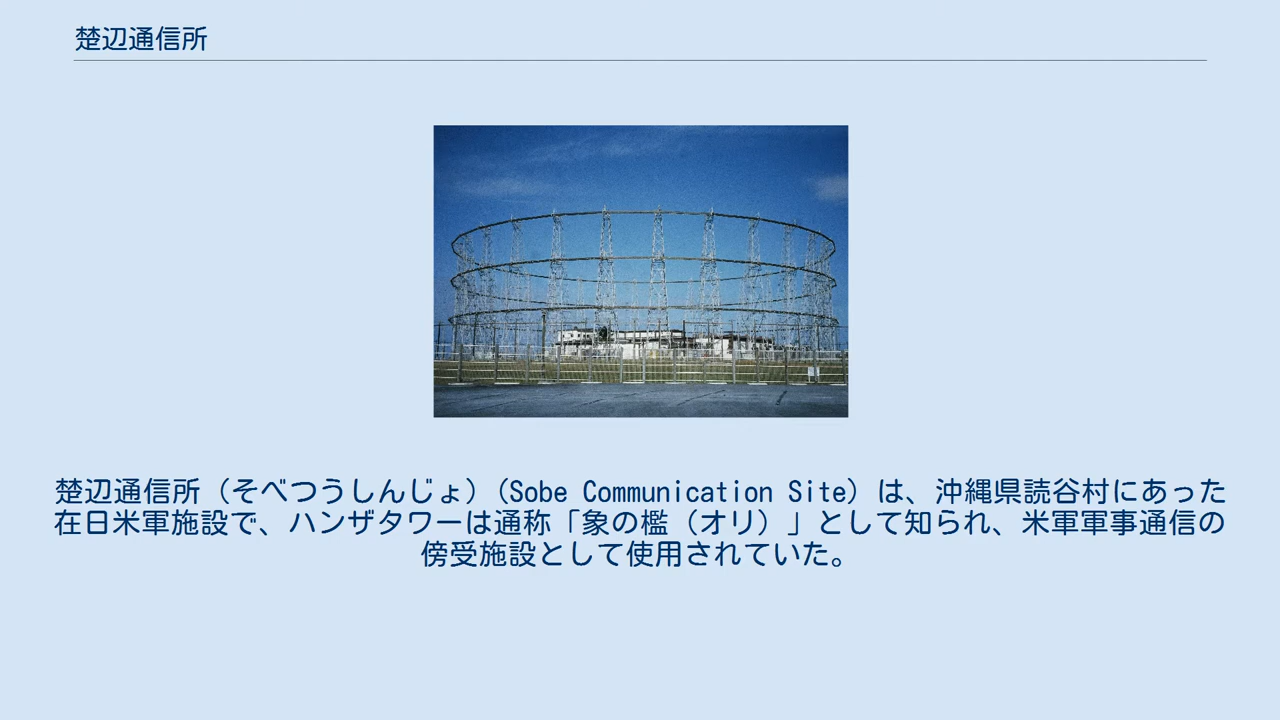 楚辺通信所
楚辺通信所（そべつうしんじょ）(Sobe Communication Site) は、沖縄県読谷村にあった
在日米軍施設で、ハンザタワーは通称「象の檻（オリ）」として知られ、米軍軍事通信の
傍受施設として使用されていた。